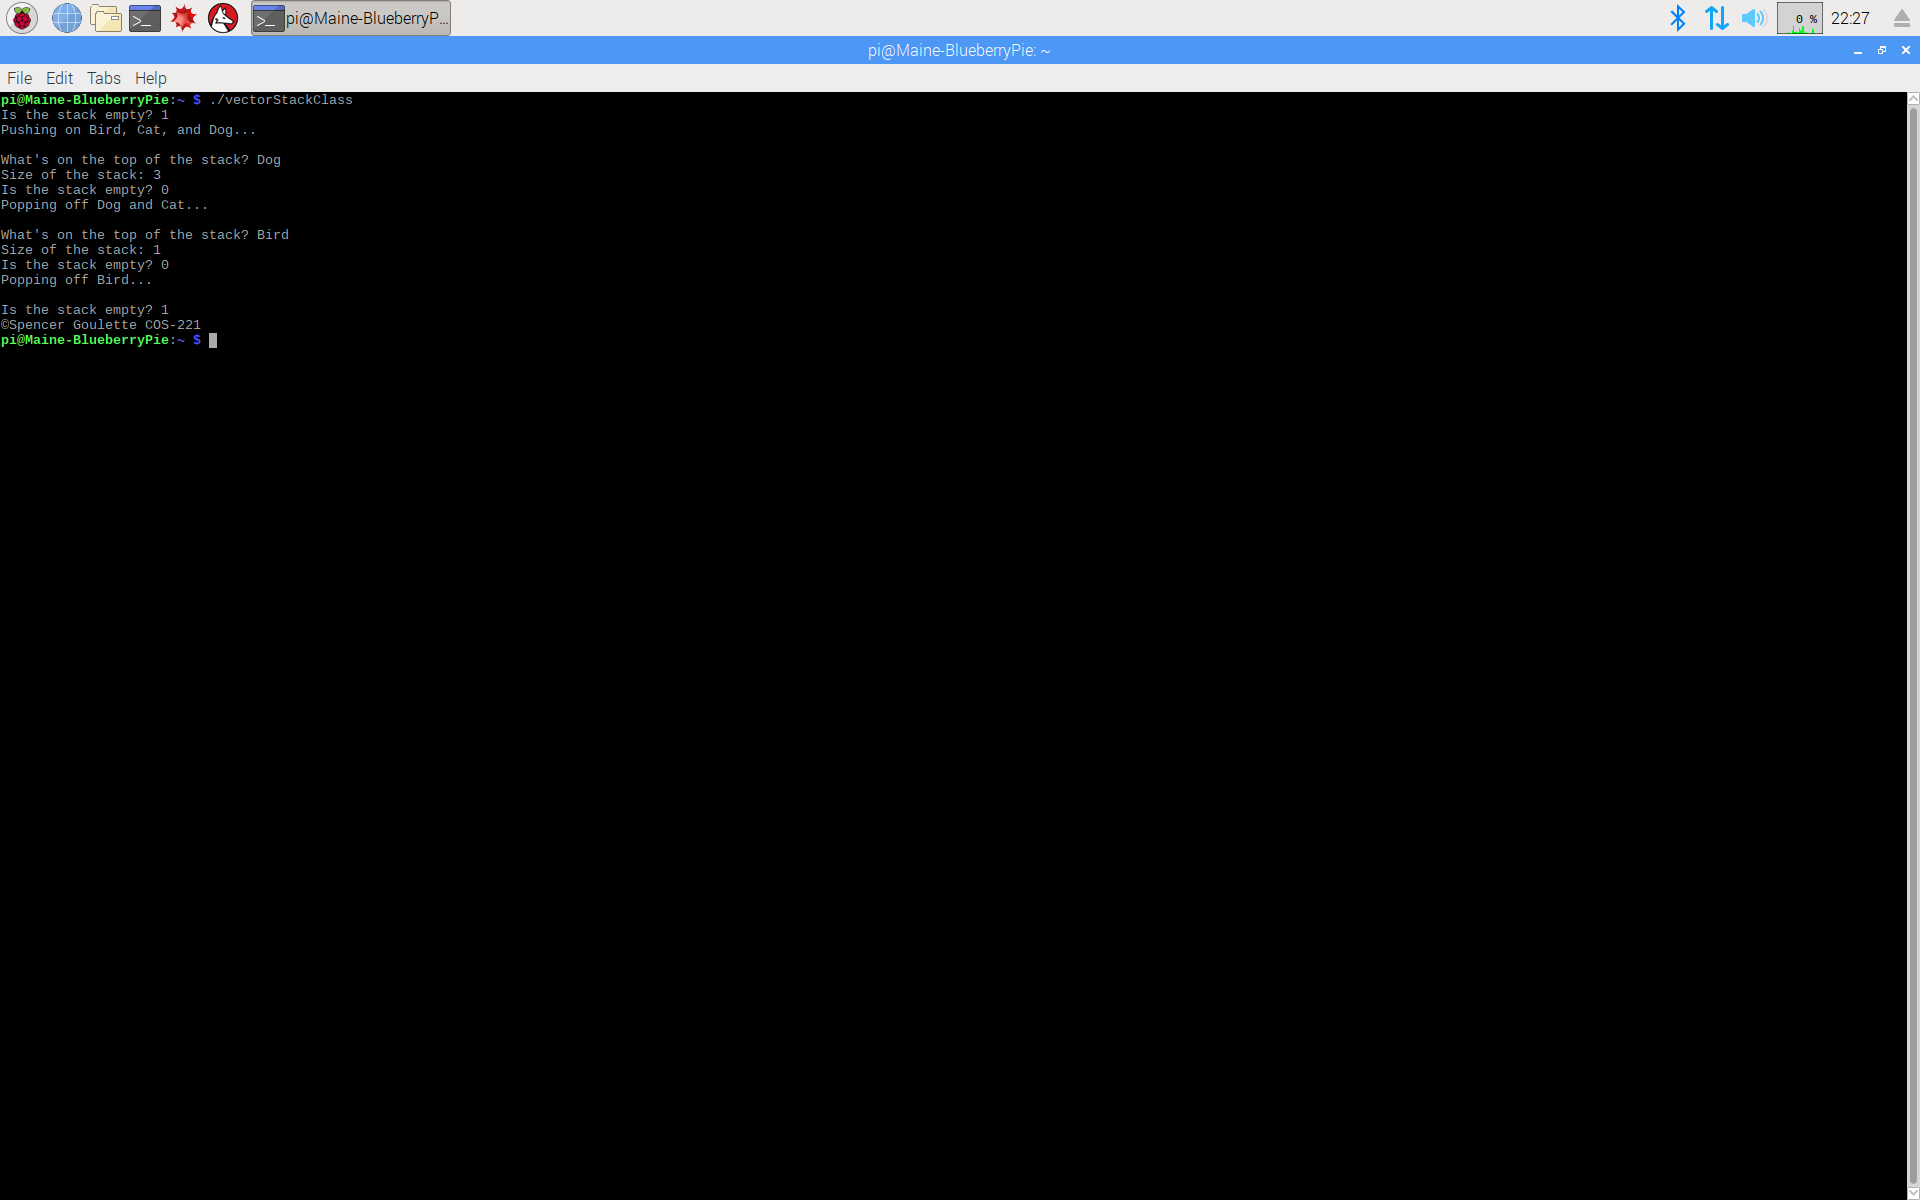 pi@Maine-BlueberryP...
0 %
22:27
pi@Maine-BlueberryPie: ~
File Edit Tabs Help
pi@Maine-BlueberryPie:~ $ ./vectorStackClass
Is the stack empty? 1
Pushing on Bird, Cat, and Dog...
What's on the top of the stack? Dog
Size of the stack: 3
Is the stack empty? 0
Popping off Dog and Cat...
What's on the top of the stack? Bird
Size of the stack: 1
Is the stack empty? 0
Popping off Bird...
Is the stack empty? 1
©Spencer Goulette COS-221
pi@Maine-BlueberryPie:~ $